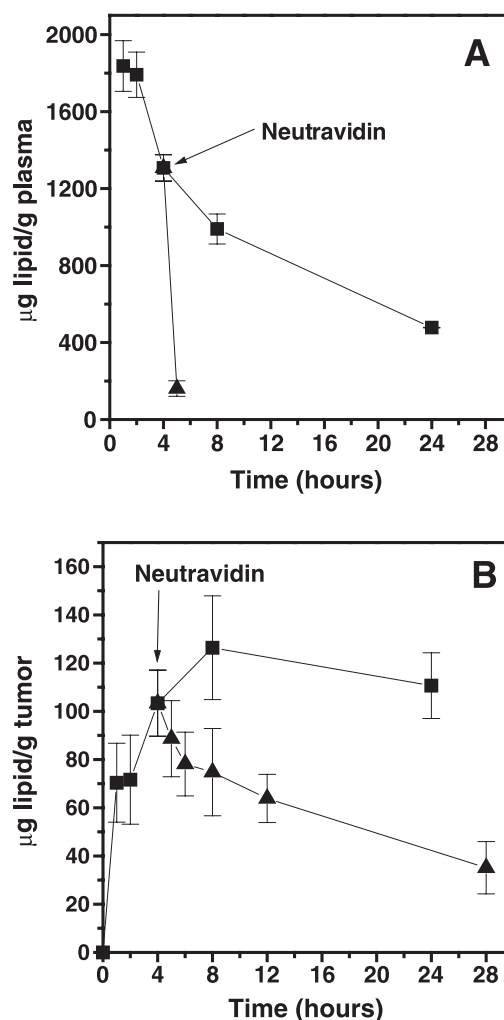 A
2000
1600
1200
800
400
0
Neutravidin
μg lipid/g plasma
0 4 8 12 16 20 24 28
Time (hours)
B
160
140
120
100
80
60
40
20
0
Neutravidin
μg lipid/g tumor
0 4 8 12 16 20 24 28
Time (hours)